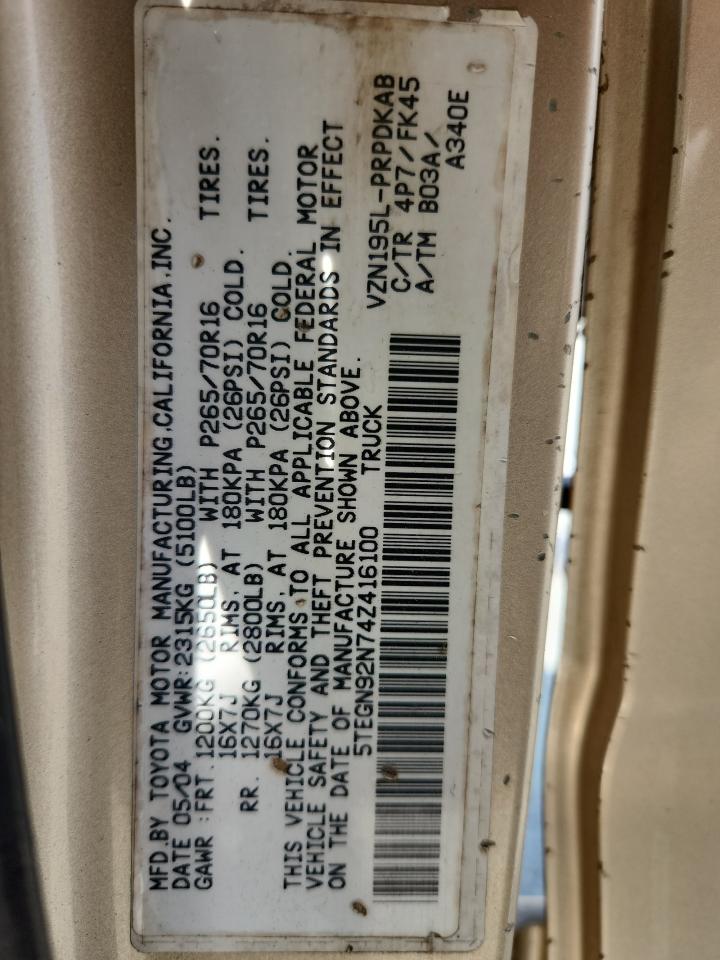 MFD.BY TOYOTA MOTOR MANUFACTURING,CALIFORNIA,INC.
DATE 05/04 GVWR:2315KG (5100LB)
GAWR :FRT.1200KG (2650LB) WITH P265/70R16 TIRES.
16X7J RIMS, AT 180KPA (26PSI) COLD.
RR. 1270KG (2800LB) WITH P265/70R16 TIRES.
16X7J RIMS, AT 180KPA (26PSI) COLD.
THIS VEHICLE CONFORMS TO ALL APPLICABLE FEDERAL MOTOR
VEHICLE SAFETY AND THEFT PREVENTION STANDARDS IN EFFECT
ON THE DATE OF MANUFACTURE SHOWN ABOVE.
5TEGN92N74Z416100 TRUCK
VZN195L-PRPDKAB
C/TR 4P7/FK45
A/TM B03A/
A340E